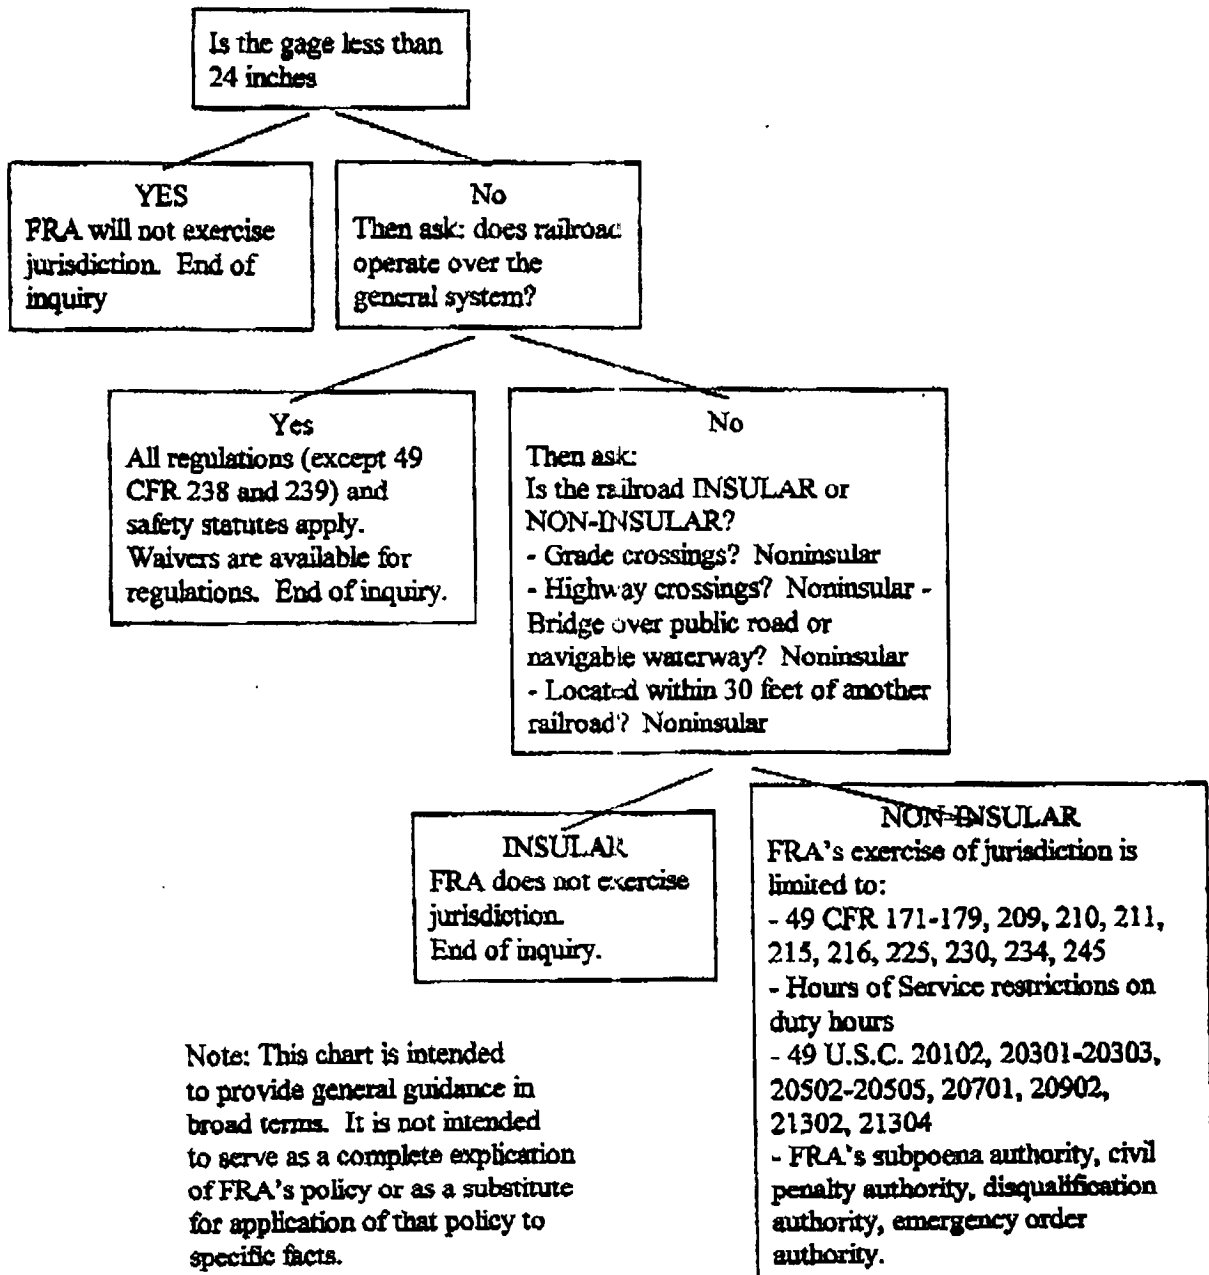 Is the gage less than
24 inches
YES
FRA will not exercise
jurisdiction. End of
inquiry
No
Then ask: does railroad
operate over the
general system?
Yes
All regulations (except 49
CFR 238 and 239) and
safety statutes apply.
Waivers are available for
regulations. End of inquiry.
No
Then ask:
Is the railroad INSULAR or
NON-INSULAR?
- Grade crossings? Noninsular
- Highway crossings? Noninsular -
Bridge over public road or
navigable waterway? Noninsular
- Located within 30 feet of another
railroad? Noninsular
INSULAR
FRA does not exercise
jurisdiction.
End of inquiry.
NON-INSULAR
FRA's exercise of jurisdiction is
limited to:
- 49 CFR 171-179, 209, 210, 211,
215, 216, 225, 230, 234, 245
- Hours of Service restrictions on
duty hours
- 49 U.S.C. 20102, 20301-20303,
20502-20505, 20701, 20902,
21302, 21304
- FRA's subpoena authority, civil
penalty authority, disqualification
authority, emergency order
authority.
Note: This chart is intended
to provide general guidance in
broad terms. It is not intended
to serve as a complete explication
of FRA's policy or as a substitute
for application of that policy to
specific facts.